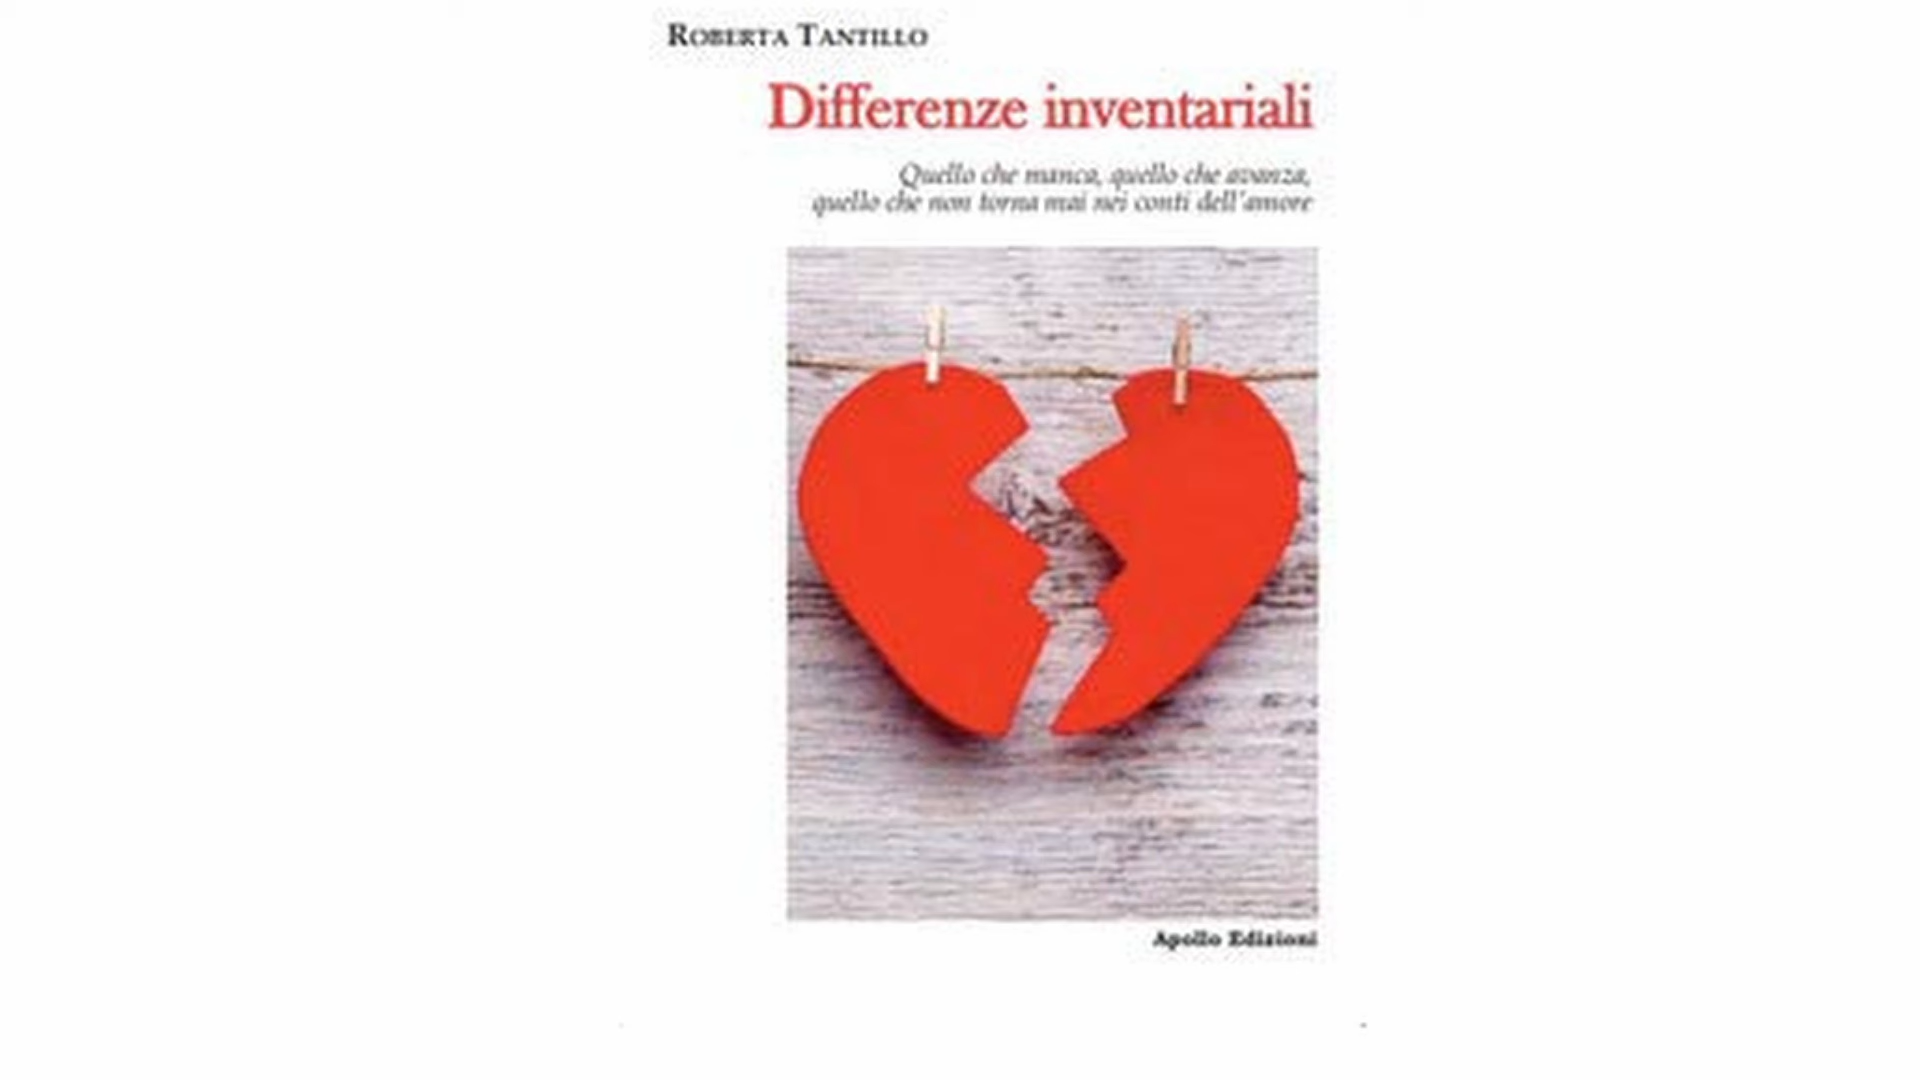 Roberta Tantillo
Differenze inventariali
Quello che manca, quello che avanza,
quello che non torna mai nei conti dell'amore
Apollo Edizioni